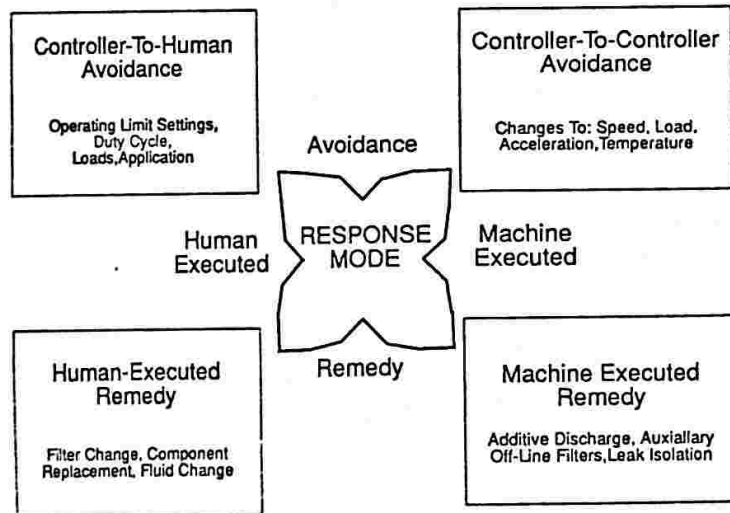 Controller-To-Human
Avoidance
Operating Limit Settings,
Duty Cycle,
Loads,Application
Controller-To-Controller
Avoidance
Changes To: Speed, Load,
Acceleration,Temperature
Avoidance
Human
Executed
RESPONSE
MODE
Machine
Executed
Remedy
Human-Executed
Remedy
Filter Change, Component
Replacement, Fluid Change
Machine Executed
Remedy
Additive Discharge, Auxiallary
Off-Line Filters,Leak Isolation